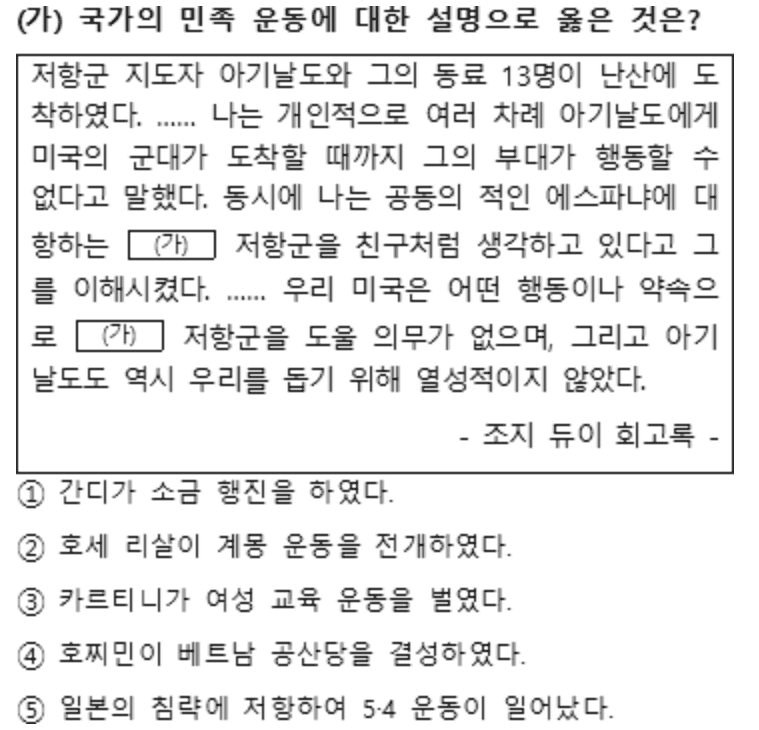 (가) 국가의 민족 운동에 대한 설명으로 옳은 것은?
저항군 지도자 아기날도와 그의 동료 13명이 난산에 도
착하였다. ...... 나는 개인적으로 여러 차례 아기날도에게
미국의 군대가 도착할 때까지 그의 부대가 행동할 수
없다고 말했다. 동시에 나는 공동의 적인 에스파냐에 대
항하는 (가) 저항군을 친구처럼 생각하고 있다고 그
를 이해시켰다. ...... 우리 미국은 어떤 행동이나 약속으
로 (가) 저항군을 도울 의무가 없으며, 그리고 아기
날도도 역시 우리를 돕기 위해 열성적이지 않았다.
- 조지 듀이 회고록 -
① 간디가 소금 행진을 하였다.
② 호세 리살이 계몽 운동을 전개하였다.
③ 카르티니가 여성 교육 운동을 벌였다.
④ 호찌민이 베트남 공산당을 결성하였다.
⑤ 일본의 침략에 저항하여 5·4 운동이 일어났다.